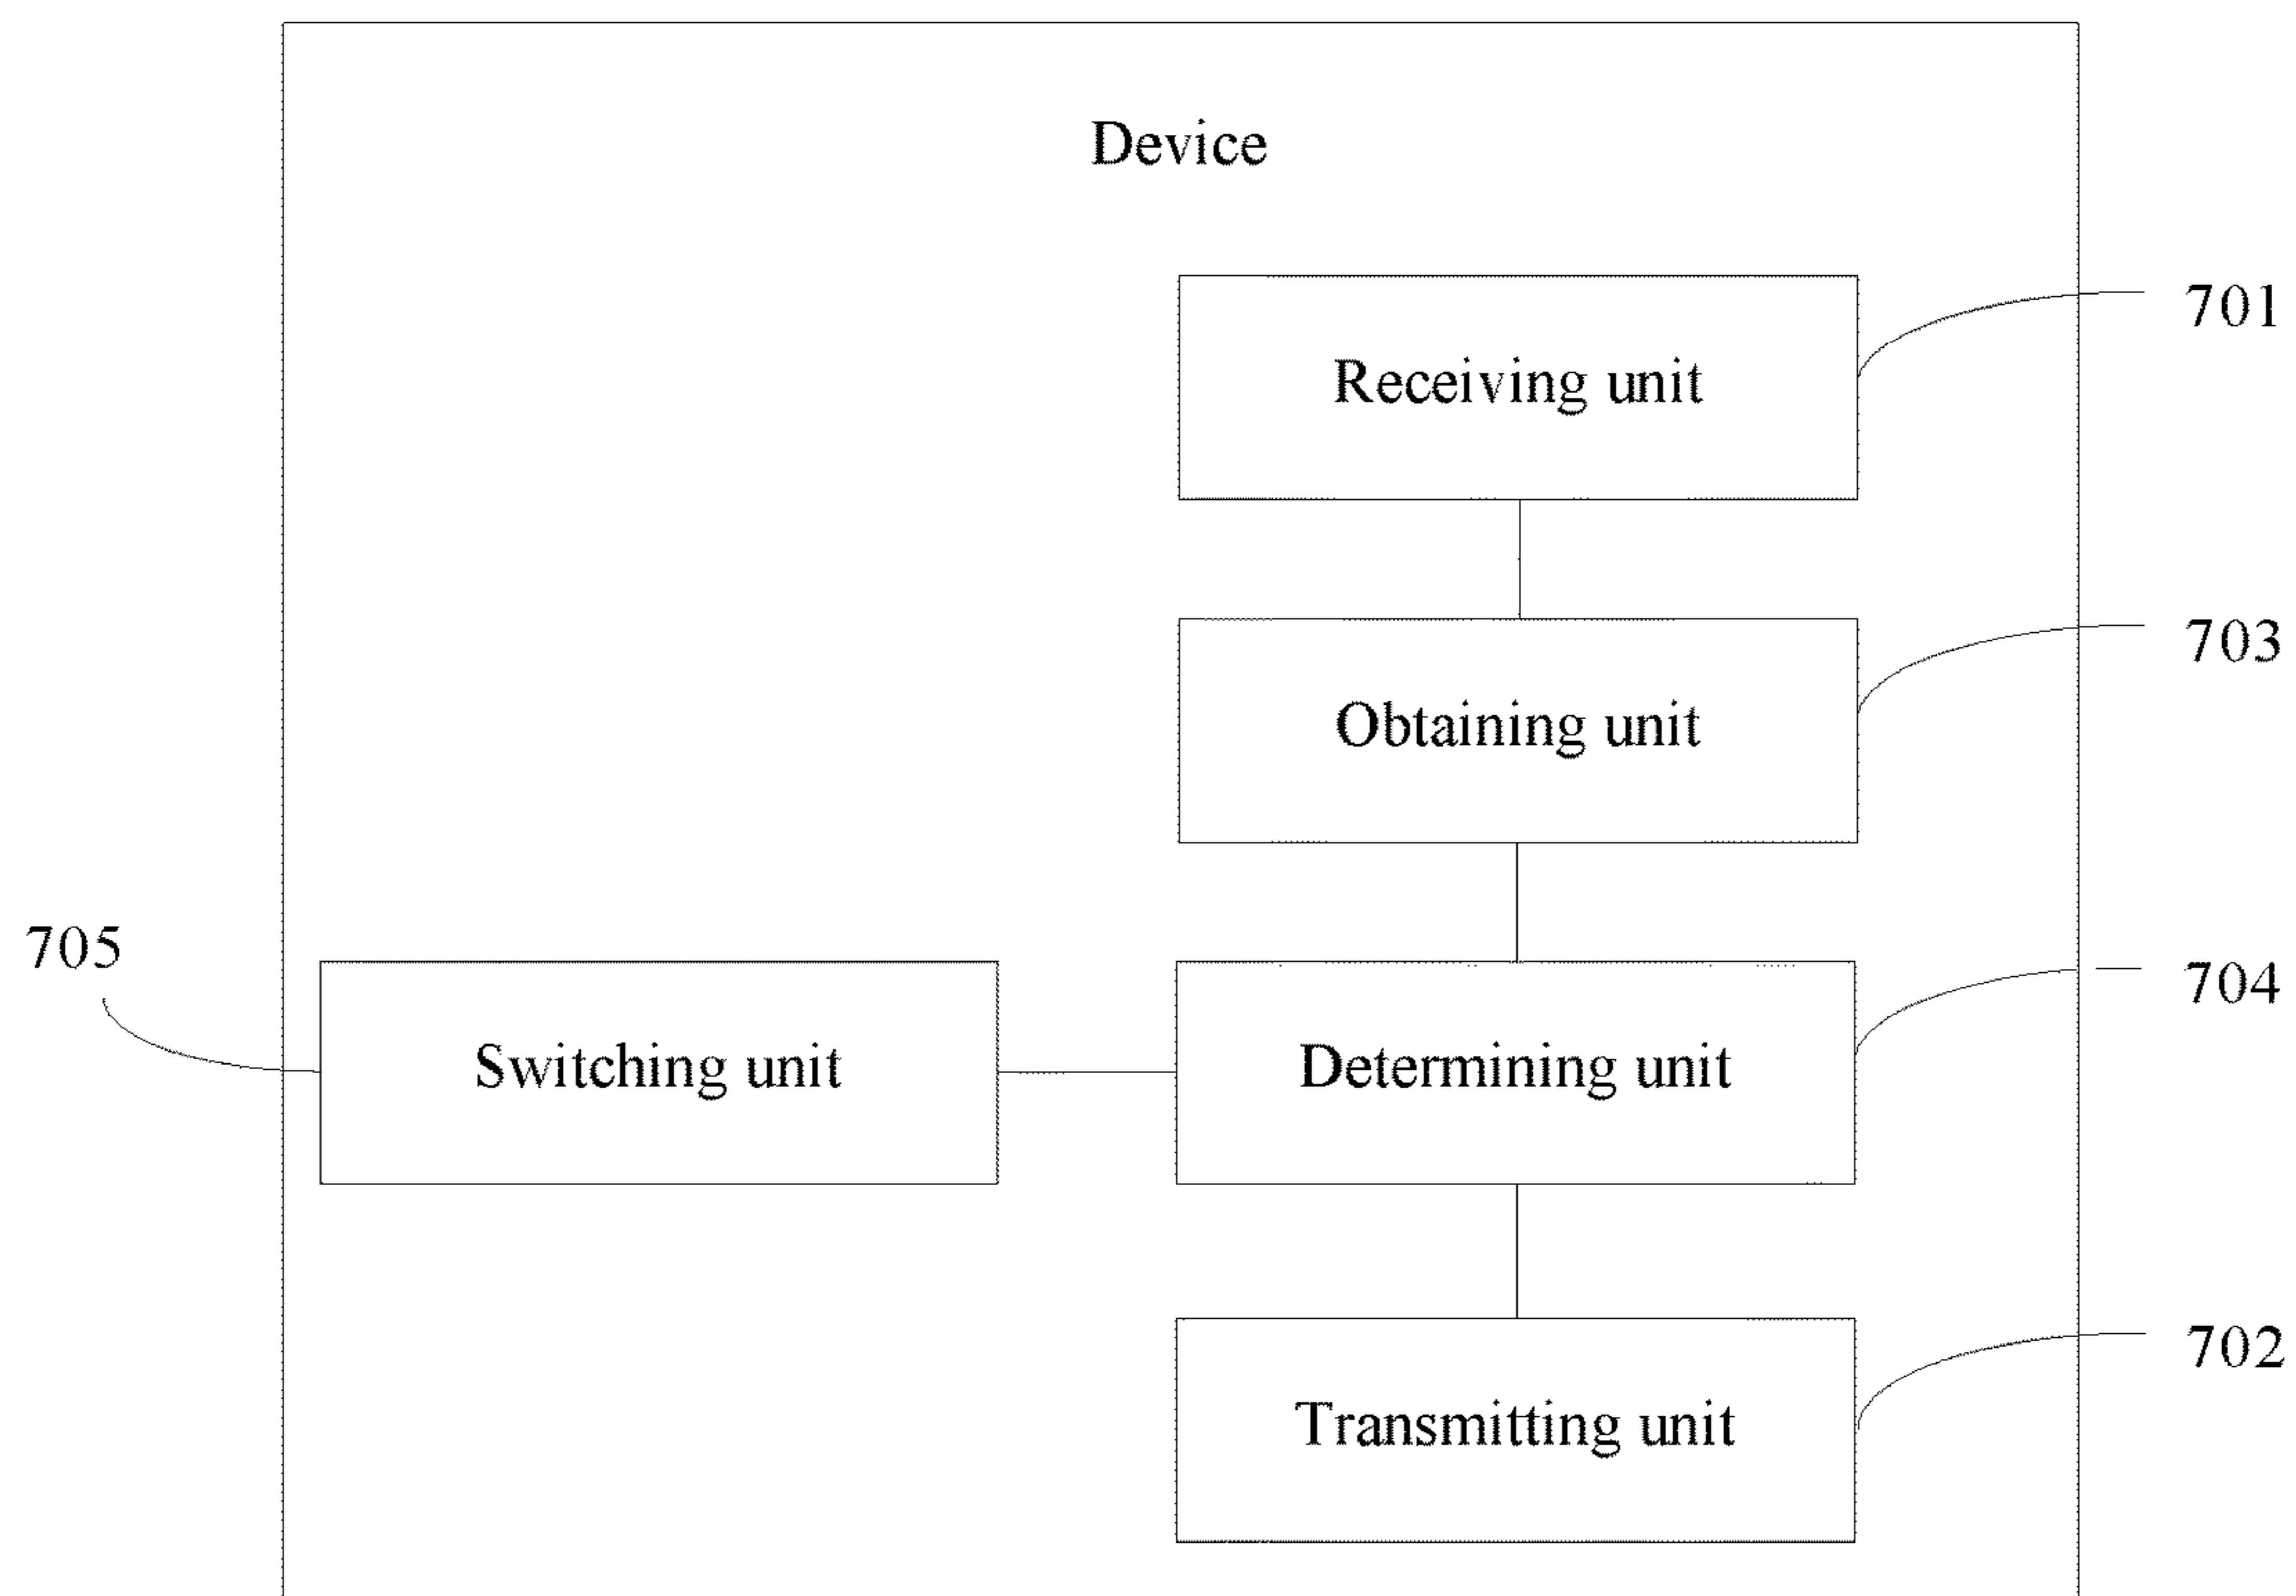 Device
701
Receiving unit
703
Obtaining unit
705
704
Switching unit
Determining unit
702
Transmitting unit